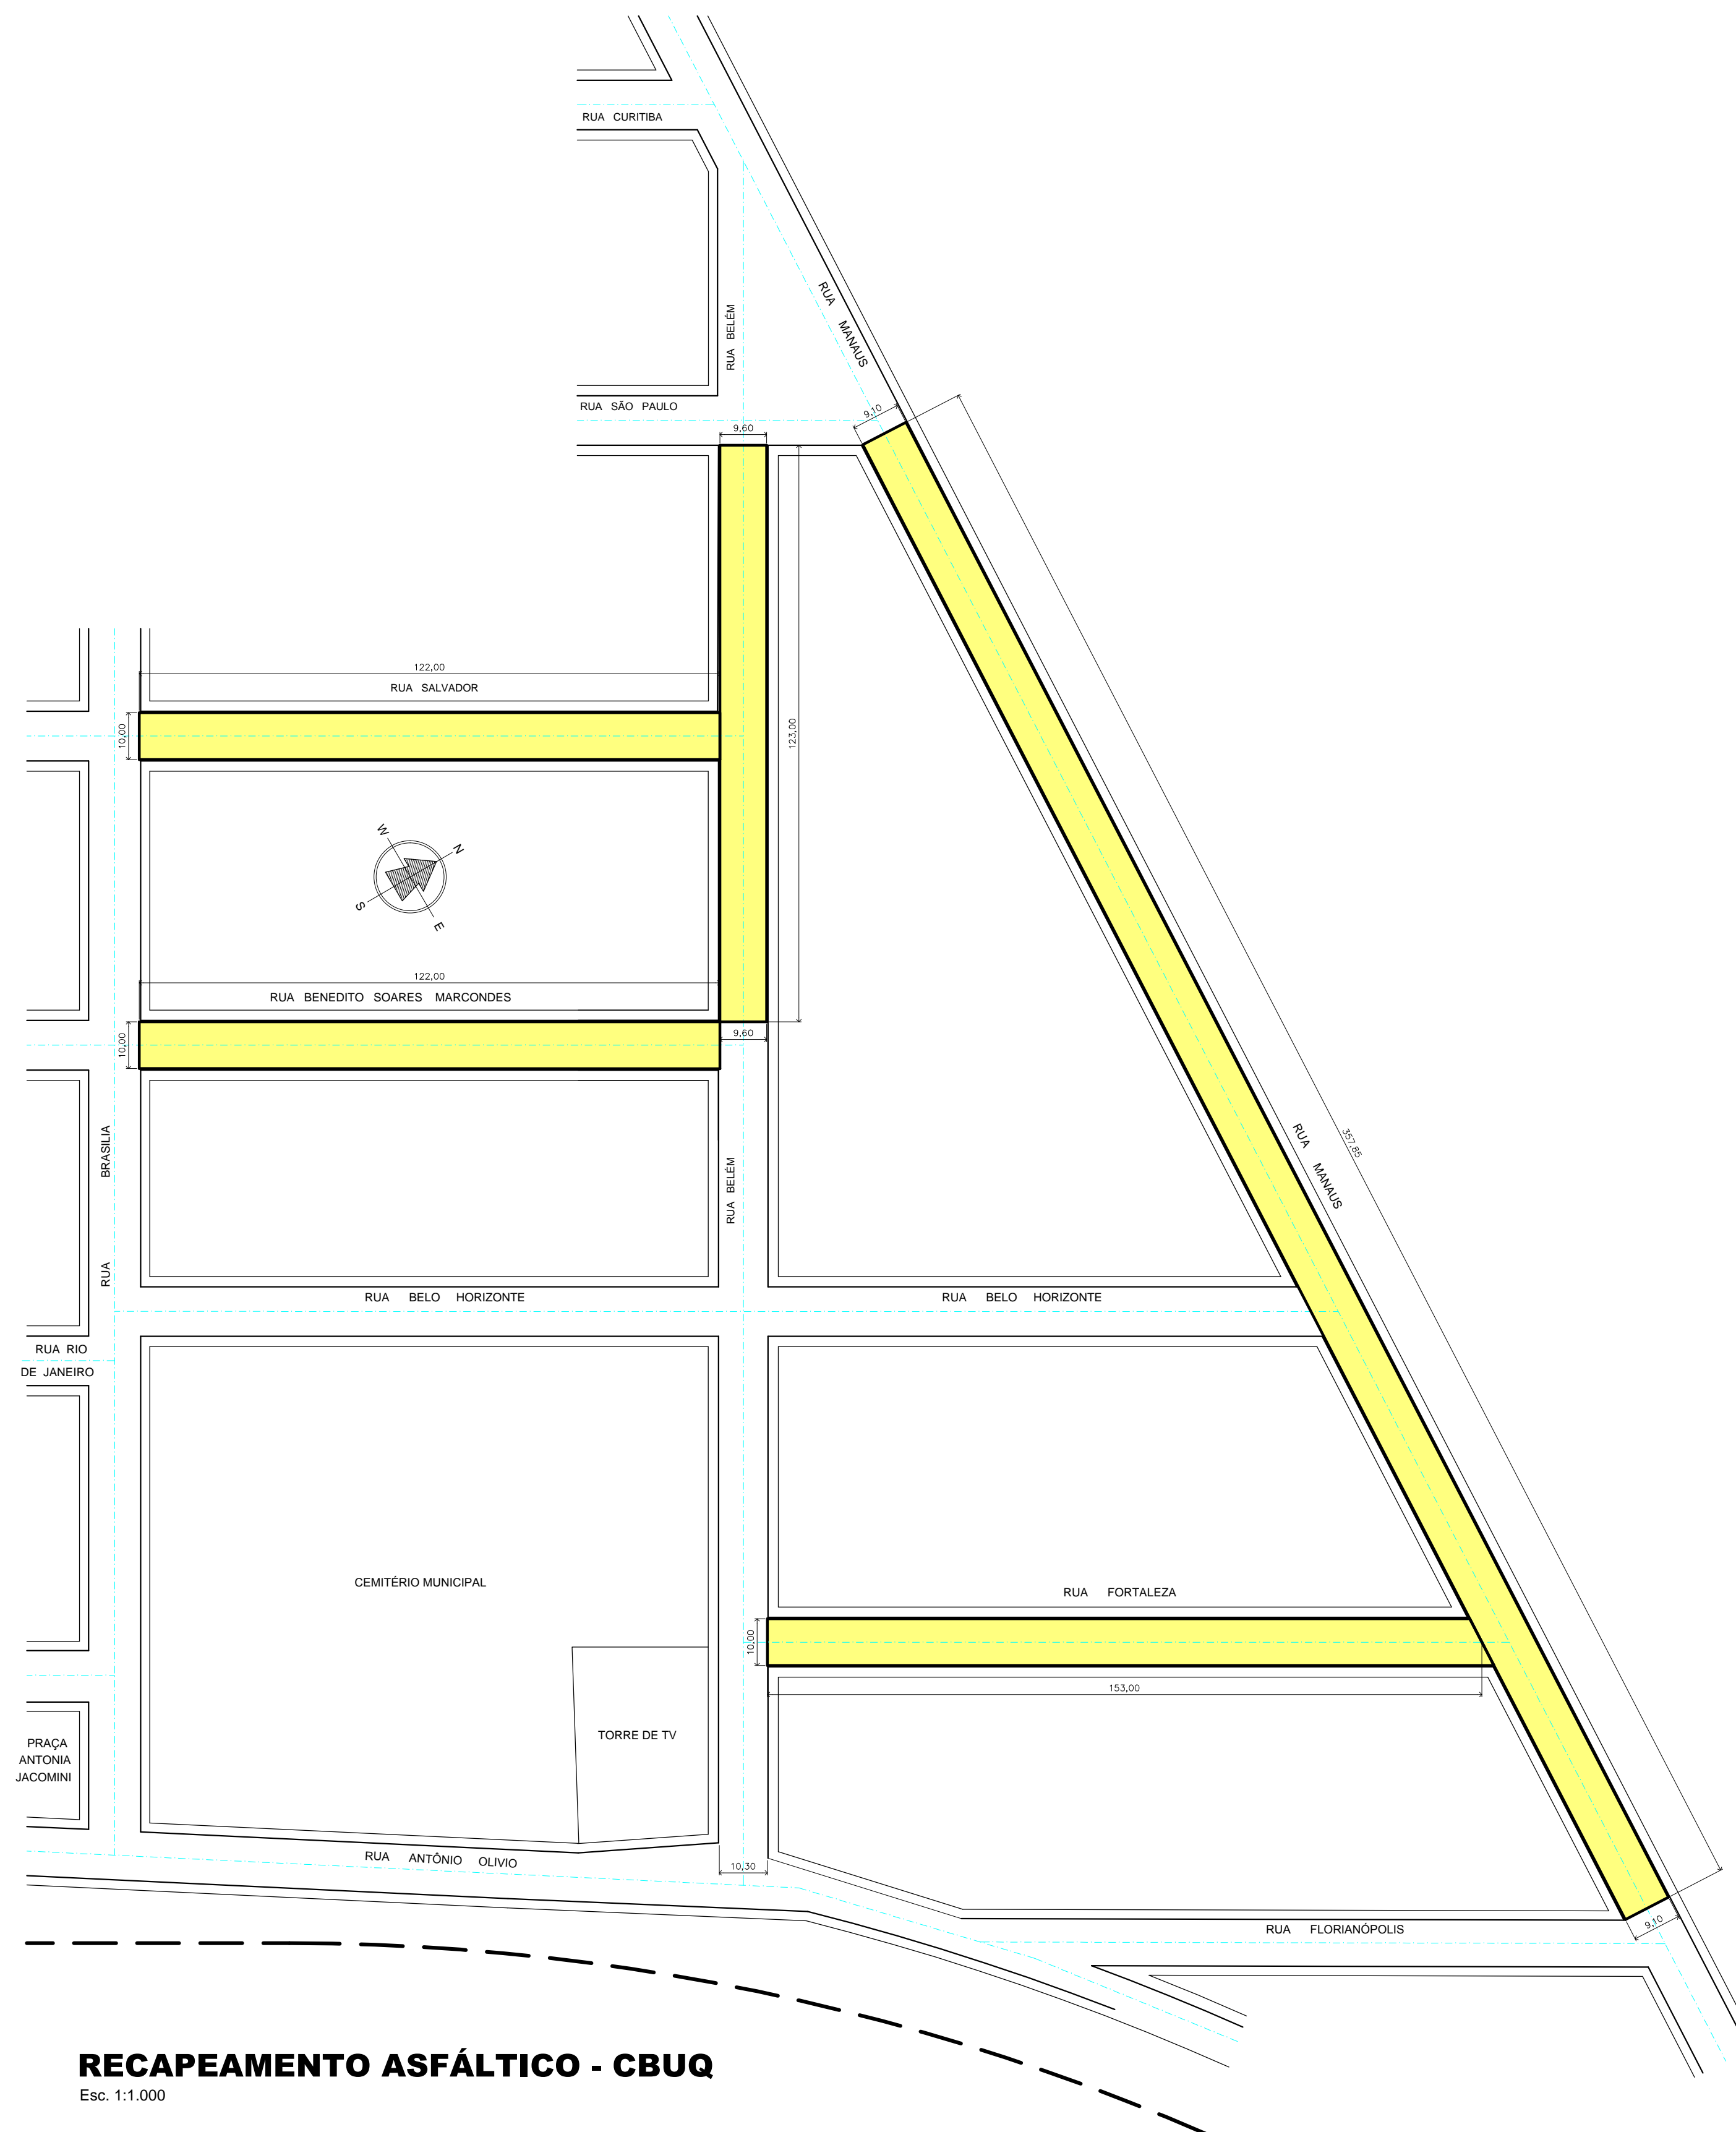 RUA CURITIBA
RUA BELÉM
RUA MANAUS
RUA SÃO PAULO
9,10
9,60
122,00
RUA SALVADOR
10,00
123,00
W
N
S
E
122,00
RUA BENEDITO SOARES MARCONDES
10,00
9,60
RUA BRASILIA
RUA BELÉM
RUA MANAUS
357,85
RUA BELO HORIZONTE
RUA BELO HORIZONTE
RUA RIO
DE JANEIRO
CEMITÉRIO MUNICIPAL
RUA FORTALEZA
10,00
153,00
TORRE DE TV
PRAÇA
ANTONIA
JACOMINI
RUA ANTÔNIO OLIVIO
10,30
RUA FLORIANÓPOLIS
9,10
RECAPEAMENTO ASFÁLTICO - CBUQ
Esc. 1:1.000